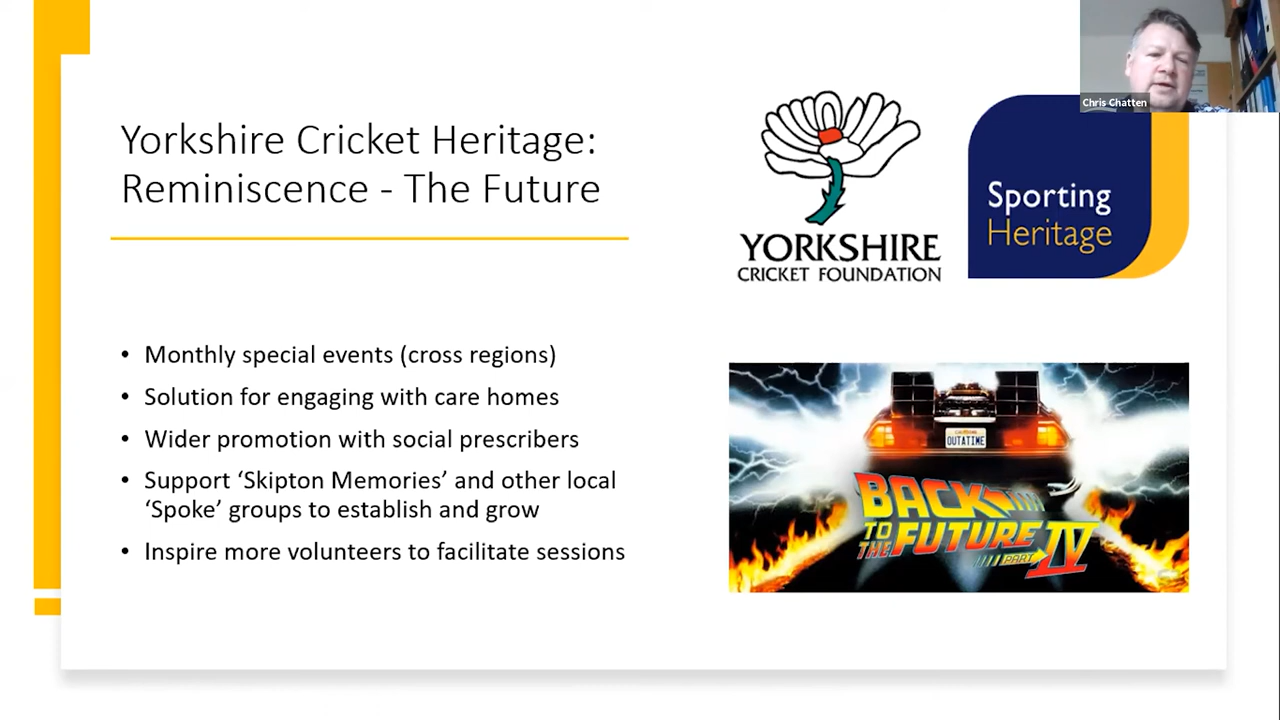 Yorkshire Cricket Heritage:
Reminiscence - The Future
• Monthly special events (cross regions)
• Solution for engaging with care homes
• Wider promotion with social prescribers
• Support ‘Skipton Memories’ and other local
‘Spoke’ groups to establish and grow
• Inspire more volunteers to facilitate sessions
YORKSHIRE
CRICKET FOUNDATION
Sporting
Heritage
Chris Chatten
OUTATIME
BACK
TO THE FUTURE
PART IV